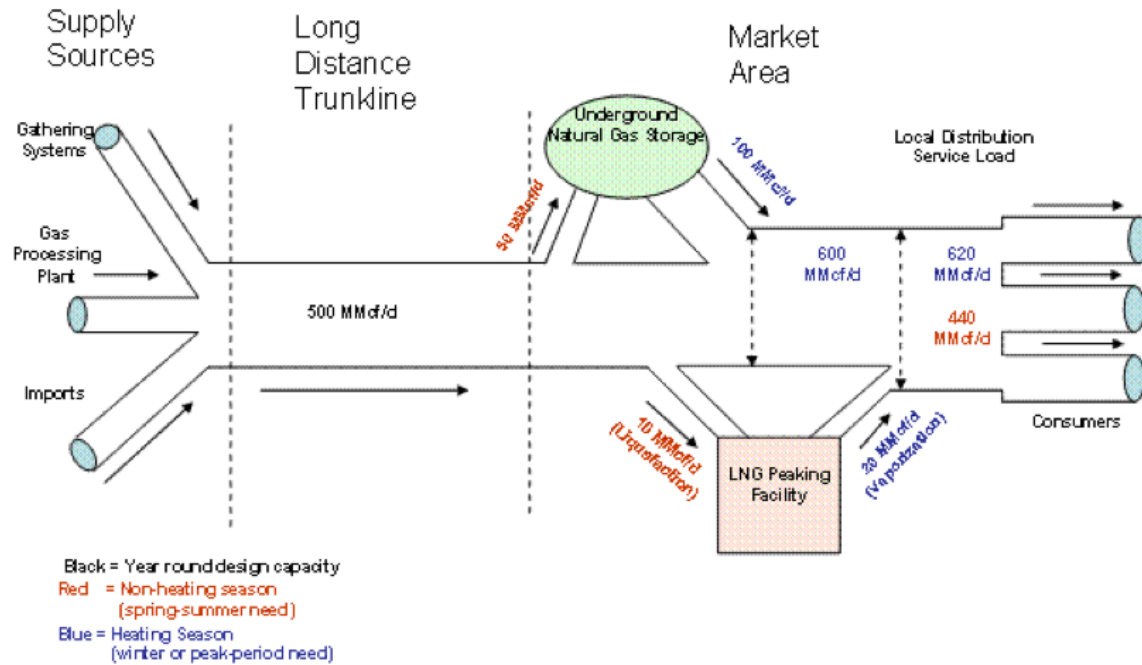 Supply
Sources
Long
Distance
Trunkline
Market
Area
Gathering
Systems
Gas
Processing
Plant
Imports
500 MMcf/d
50 MMcf/d
Underground
Natural Gas Storage
100 MMcf/d
Local Distribution
Service Load
600
MMcf/d
620
MMcf/d
440
MMcf/d
10 MMcf/d
(Liquefaction)
LNG Peaking
Facility
20 MMcf/d
(Vaporization)
Consumers
Black = Year round design capacity
Red = Non-heating season
(spring-summer need)
Blue = Heating Season
(winter or peak-period need)